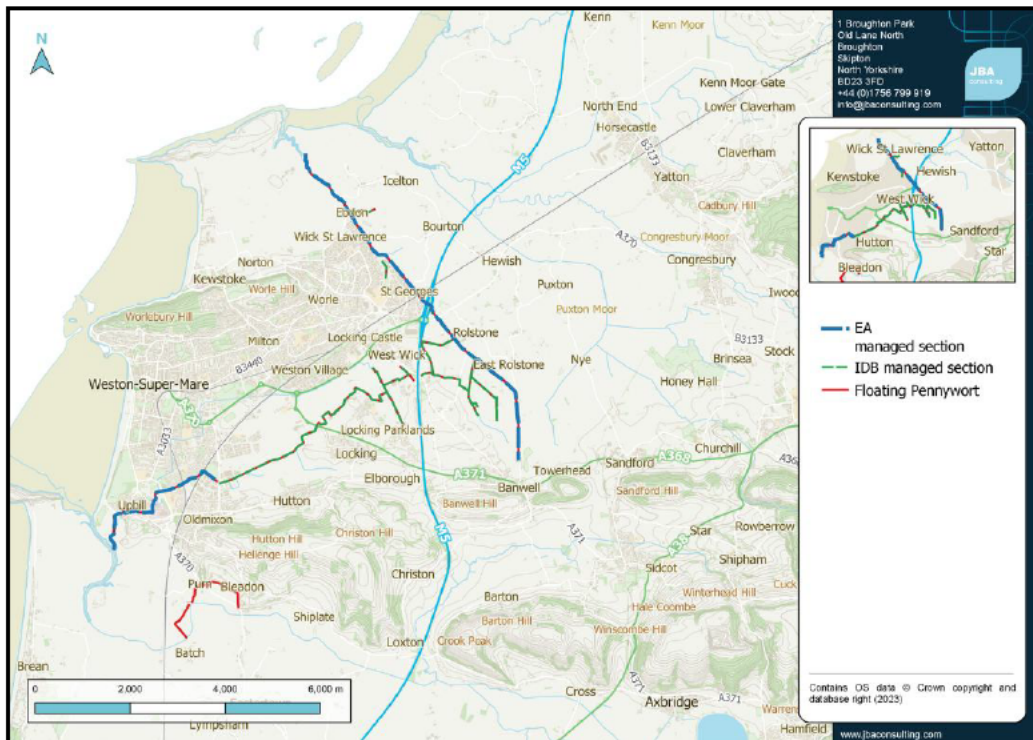 N
Kenn
Kenn Moor
Kenn Moor Gate
North End
Lower Claverham
Horsecastle
B3133
Claverham
M5
Yatton
Icelton
Cadbury Hill
Ebdon
Bourton
A370
Congresbury Moor
Wick St Lawrence
Norton
Hewish
Congresbury
Kewstoke
Worle Hill
St Georges
Puxton
Iwood
Worle
Puxton Moor
Worlebury Hill
Locking Castle
Rolstone
Milton
B3133
B3440
West Wick
Stock
Weston Village
East Rolstone
Nye
Brinsea
Weston-Super-Mare
Honey Hall
A370
Locking Parklands
A3033
Locking
Churchill
A371
A368
Elborough
Towerhead
Sandford
Banwell
Uphill
Hutton
Banwell Hill
Sandford Hill
Oldmixon
Rowberrow
Christon Hill
M5
Star
Hutton Hill
A371
A38
Hellenge Hill
Shipham
A370
Sidcot
Christon
Purn
Bleadon
Winterhead Hill
Cuck
Barton
Hale Coombe
Shiplate
Barton Hill
Winscombe Hill
Loxton
Crook Peak
Batch
Brean
A371
Cross
Axbridge
A371
Warren
Lympsham
Hamfield
0
2,000
4,000
6,000 m
1 Broughton Park
Old Lane North
Broughton
Skipton
North Yorkshire
BD23 3FD
+44 (0)1756 799 919
info@jbaconsulting.com
JBA
consulting
Wick St Lawrence
Yatton
Kewstoke
Hewish
West Wick
Sandford
Hutton
Star
Bleadon
EA
managed section
IDB managed section
Floating Pennywort
Contains OS data © Crown copyright and
database right (2023)
www.jbaconsulting.com